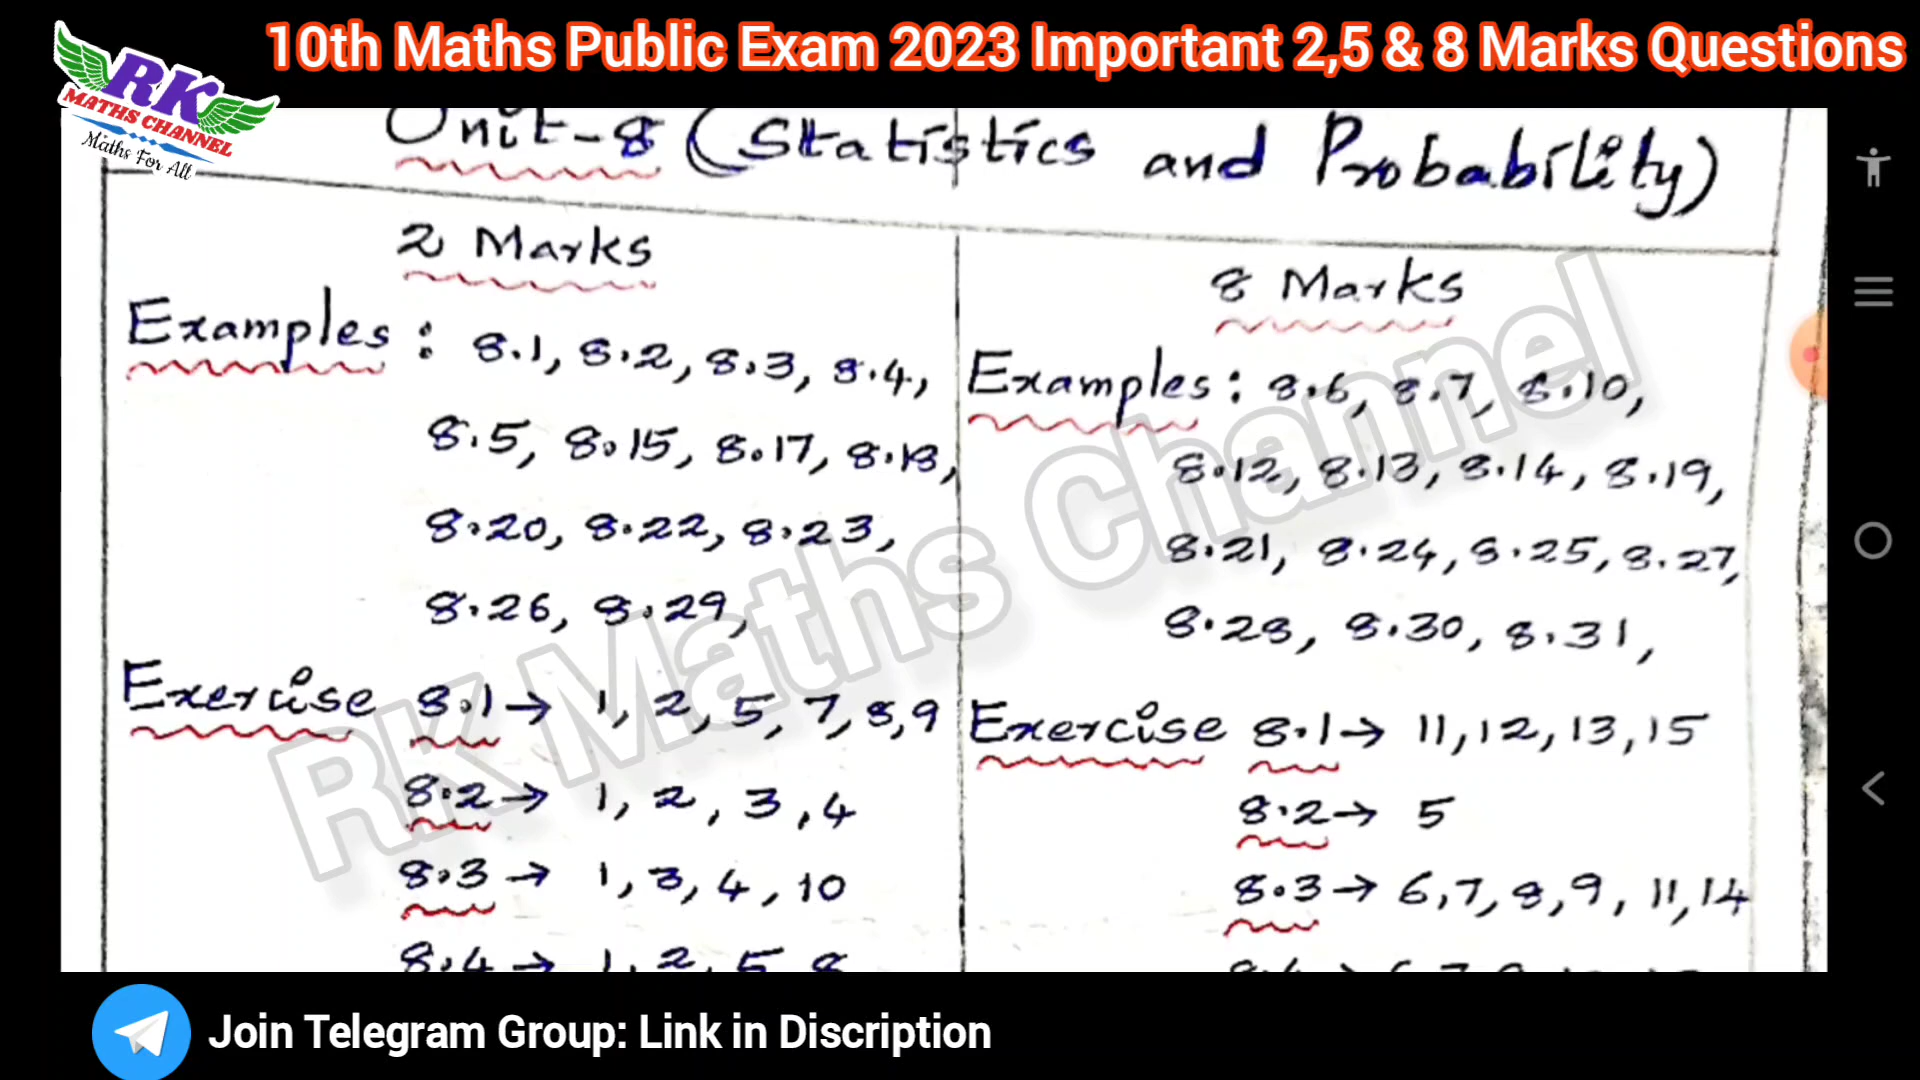 10th Maths Public Exam 2023 Important 2,5 & 8 Marks Questions
RK
MATHS CHANNEL
Maths For All
Unit-8 (Statistics and Probability)
2 Marks
Examples : 8.1, 8.2, 8.3, 8.4,
8.5, 8.15, 8.17, 8.18,
8.20, 8.22, 8.23,
8.26, 8.29,
Exercise 8.1→ 1, 2, 5, 7, 8, 9
8.2→ 1, 2, 3, 4
8.3→ 1, 3, 4, 10
8.4→ 1, 2, 5, 8
8 Marks
Examples : 8.6, 8.7, 8.10,
8.12, 8.13, 8.14, 8.19,
8.21, 8.24, 8.25, 8.27,
8.28, 8.30, 8.31,
Exercise 8.1→ 11, 12, 13, 15
8.2→ 5
8.3→ 6, 7, 8, 9, 11, 14
RK Maths Channel
Join Telegram Group: Link in Discription